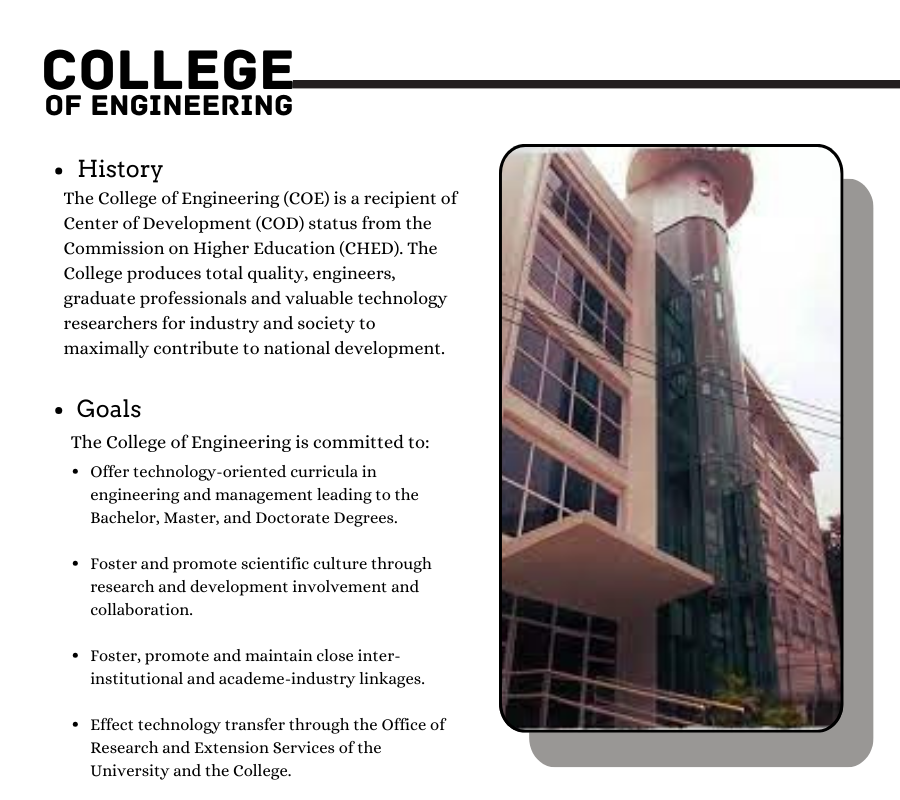 COLLEGE
OF ENGINEERING
• History
The College of Engineering (COE) is a recipient of
Center of Development (COD) status from the
Commission on Higher Education (CHED). The
College produces total quality, engineers,
graduate professionals and valuable technology
researchers for industry and society to
maximally contribute to national development.
• Goals
The College of Engineering is committed to:
• Offer technology-oriented curricula in
engineering and management leading to the
Bachelor, Master, and Doctorate Degrees.
• Foster and promote scientific culture through
research and development involvement and
collaboration.
• Foster, promote and maintain close inter-
institutional and academe-industry linkages.
• Effect technology transfer through the Office of
Research and Extension Services of the
University and the College.